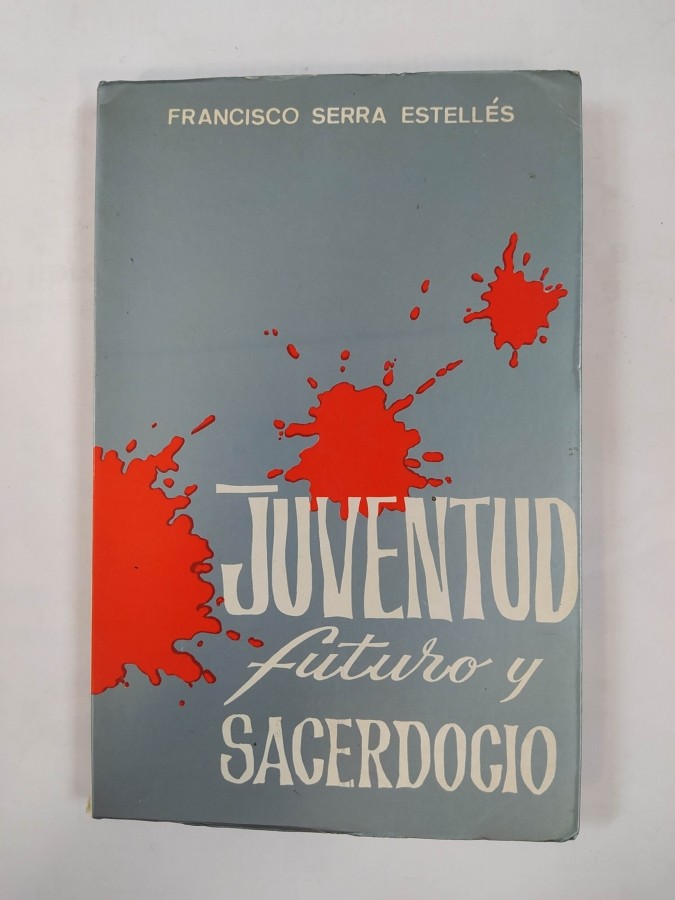 FRANCISCO SERRA ESTELLÉS
JUVENTUD
futuro y
SACERDOCIO